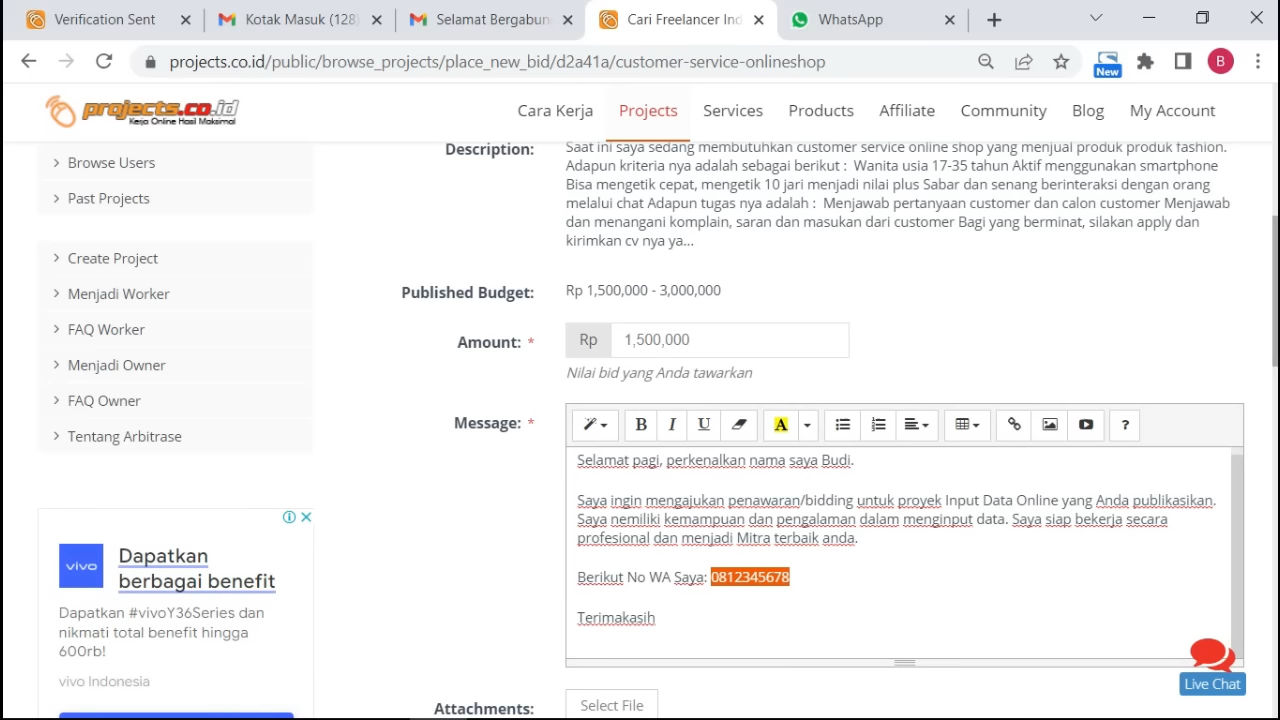 Verification Sent
Kotak Masuk (128)
Selamat Bergabun
Cari Freelancer Ind
WhatsApp
projects.co.id/public/browse_projects/place_new_bid/d2a41a/customer-service-onlineshop
New
B
projects.co.id
Kerja Online Hasil Maksimal
Cara Kerja
Projects
Services
Products
Affiliate
Community
Blog
My Account
Browse Users
Past Projects
Create Project
Menjadi Worker
FAQ Worker
Menjadi Owner
FAQ Owner
Tentang Arbitrase
Dapatkan
berbagai benefit
vivo
Dapatkan #vivoY36Series dan
nikmati total benefit hingga
600rb!
vivo Indonesia
Description:
Saat ini saya sedang membutuhkan customer service online shop yang menjual produk produk fashion.
Adapun kriteria nya adalah sebagai berikut : Wanita usia 17-35 tahun Aktif menggunakan smartphone
Bisa mengetik cepat, mengetik 10 jari menjadi nilai plus Sabar dan senang berinteraksi dengan orang
melalui chat Adapun tugas nya adalah : Menjawab pertanyaan customer dan calon customer Menjawab
dan menangani komplain, saran dan masukan dari customer Bagi yang berminat, silakan apply dan
kirimkan cv nya ya...
Published Budget:
Rp 1,500,000 - 3,000,000
Amount: *
Rp
1,500,000
Nilai bid yang Anda tawarkan
Message: *
B
I
U
A
?
Selamat pagi, perkenalkan nama saya Budi.
Saya ingin mengajukan penawaran/bidding untuk proyek Input Data Online yang Anda publikasikan.
Saya nemiliki kemampuan dan pengalaman dalam menginput data. Saya siap bekerja secara
profesional dan menjadi Mitra terbaik anda.
Berikut No WA Saya: 0812345678
Terimakasih
Live Chat
Attachments:
Select File